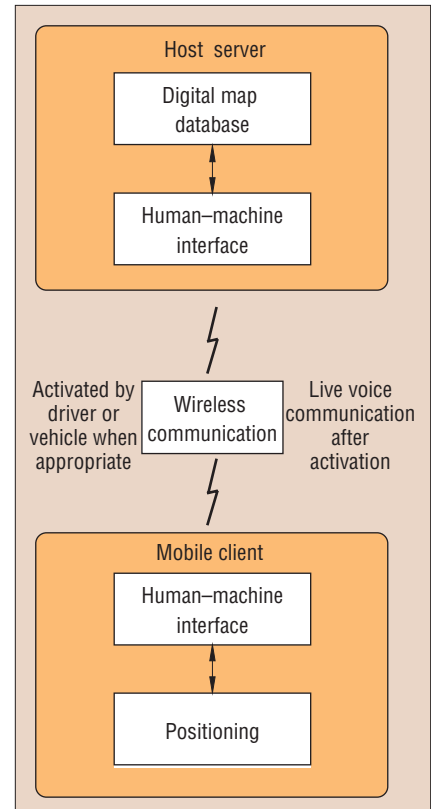 Host server
Digital map
database
Human–machine
interface
Activated by
driver or
vehicle when
appropriate
Wireless
communication
Live voice
communication
after
activation
Mobile client
Human–machine
interface
Positioning